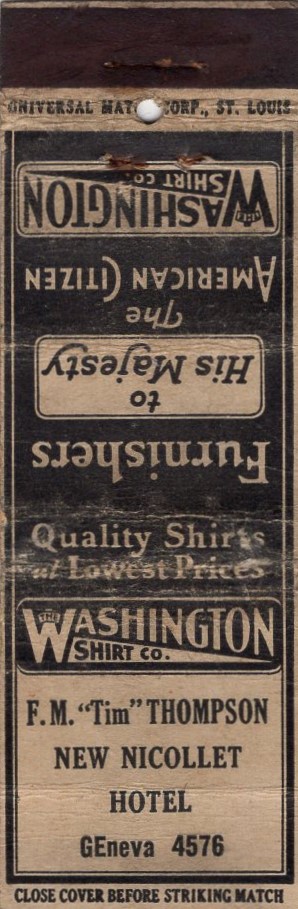 UNIVERSAL MATCH CORP., ST. LOUIS
Furnishers
to
His Majesty
The
AMERICAN CITIZEN
THE WASHINGTON
SHIRT CO.
Quality Shirts
at Lowest Prices
THE WASHINGTON
SHIRT CO.
F.M. "Tim" THOMPSON
NEW NICOLLET
HOTEL
GEneva 4576
CLOSE COVER BEFORE STRIKING MATCH